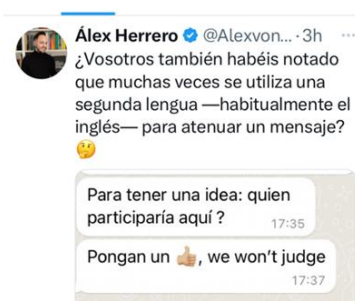 Álex Herrero @Alexvon... · 3h ...
¿Vosotros también habéis notado
que muchas veces se utiliza una
segunda lengua —habitualmente el
inglés— para atenuar un mensaje?
🤔
Para tener una idea: quien
participaría aquí ?
17:35
Pongan un 👍🏼, we won't judge
17:37